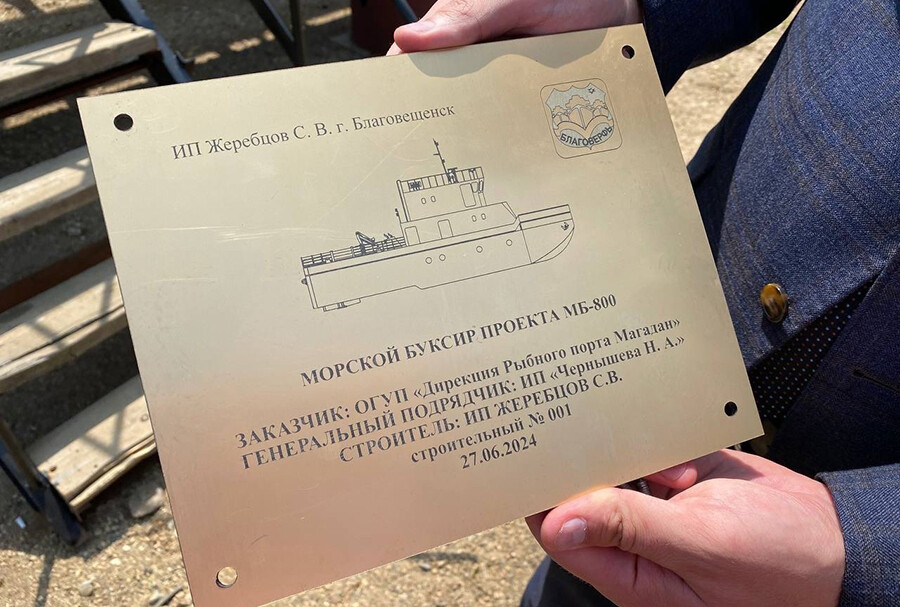 ИП Жеребцов С. В. г. Благовещенск
БЛАГОВЕРФЬ
МОРСКОЙ БУКСИР ПРОЕКТА МБ-800
ЗАКАЗЧИК: ОГУП «Дирекция Рыбного порта Магадан»
ГЕНЕРАЛЬНЫЙ ПОДРЯДЧИК: ИП «Чернышева Н. А.»
СТРОИТЕЛЬ: ИП ЖЕРЕБЦОВ С.В.
строительный № 001
27.06.2024